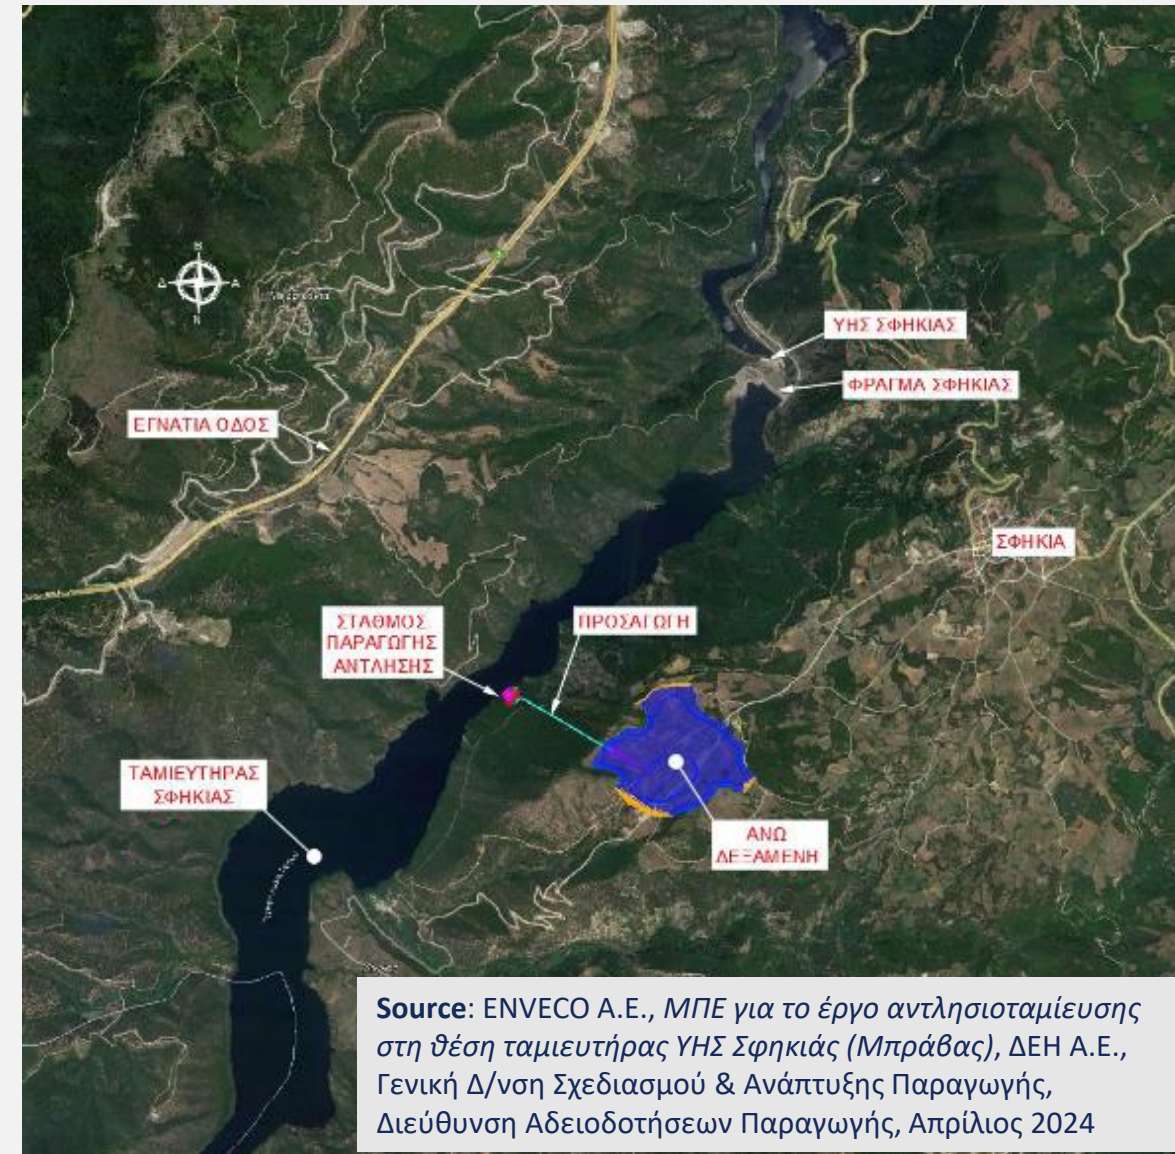 Β
Δ
Α
Ν
ΥΗΣ ΣΦΗΚΙΑΣ
ΦΡΑΓΜΑ ΣΦΗΚΙΑΣ
ΕΓΝΑΤΙΑ ΟΔΟΣ
ΣΦΗΚΙΑ
ΣΤΑΘΜΟΣ
ΠΑΡΑΓΩΓΗΣ
ΑΝΤΛΗΣΗΣ
ΠΡΟΣΑΓΩΓΗ
ΤΑΜΙΕΥΤΗΡΑΣ
ΣΦΗΚΙΑΣ
ΑΝΩ
ΔΕΞΑΜΕΝΗ
Source: ENVECO A.E., ΜΠΕ για το έργο αντλησιοταμίευσης
στη θέση ταμιευτήρας ΥΗΣ Σφηκιάς (Μπράβας), ΔΕΗ Α.Ε.,
Γενική Δ/νση Σχεδιασμού & Ανάπτυξης Παραγωγής,
Διεύθυνση Αδειοδοτήσεων Παραγωγής, Απρίλιος 2024